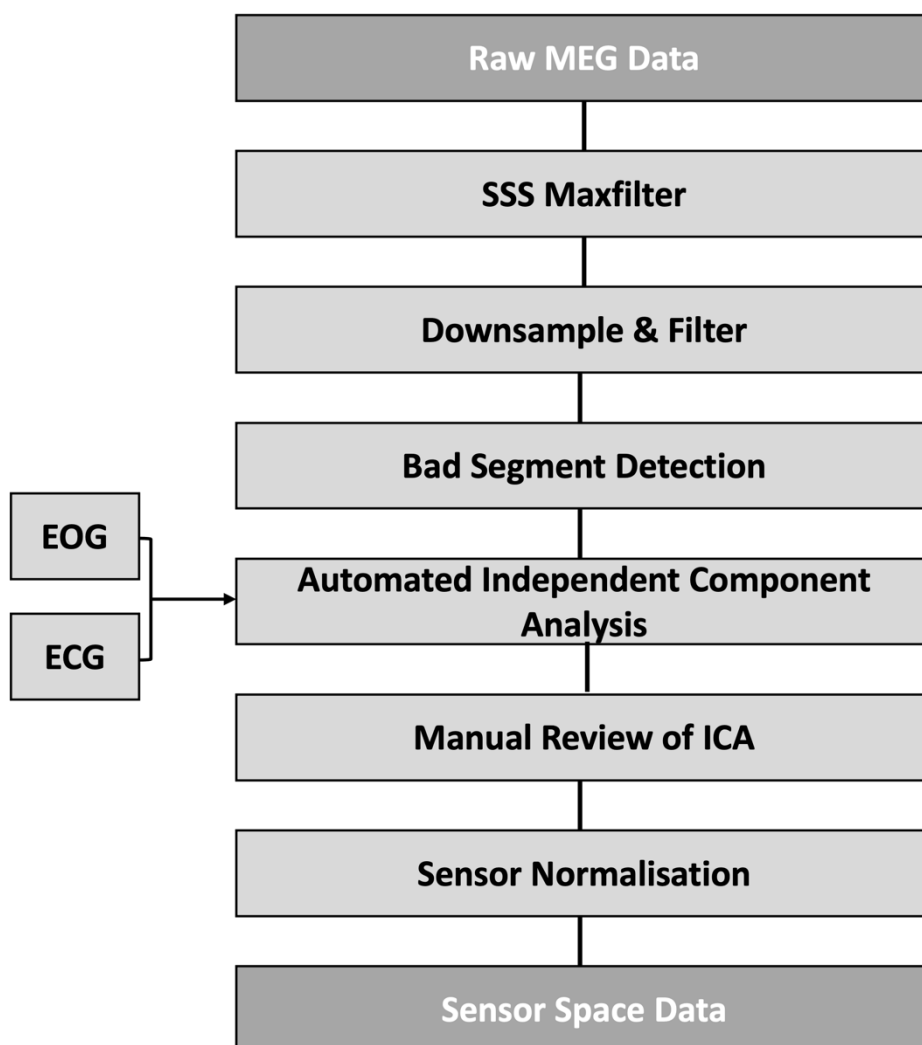 Raw MEG Data
SSS Maxfilter
Downsample & Filter
Bad Segment Detection
EOG
ECG
Automated Independent Component
Analysis
Manual Review of ICA
Sensor Normalisation
Sensor Space Data